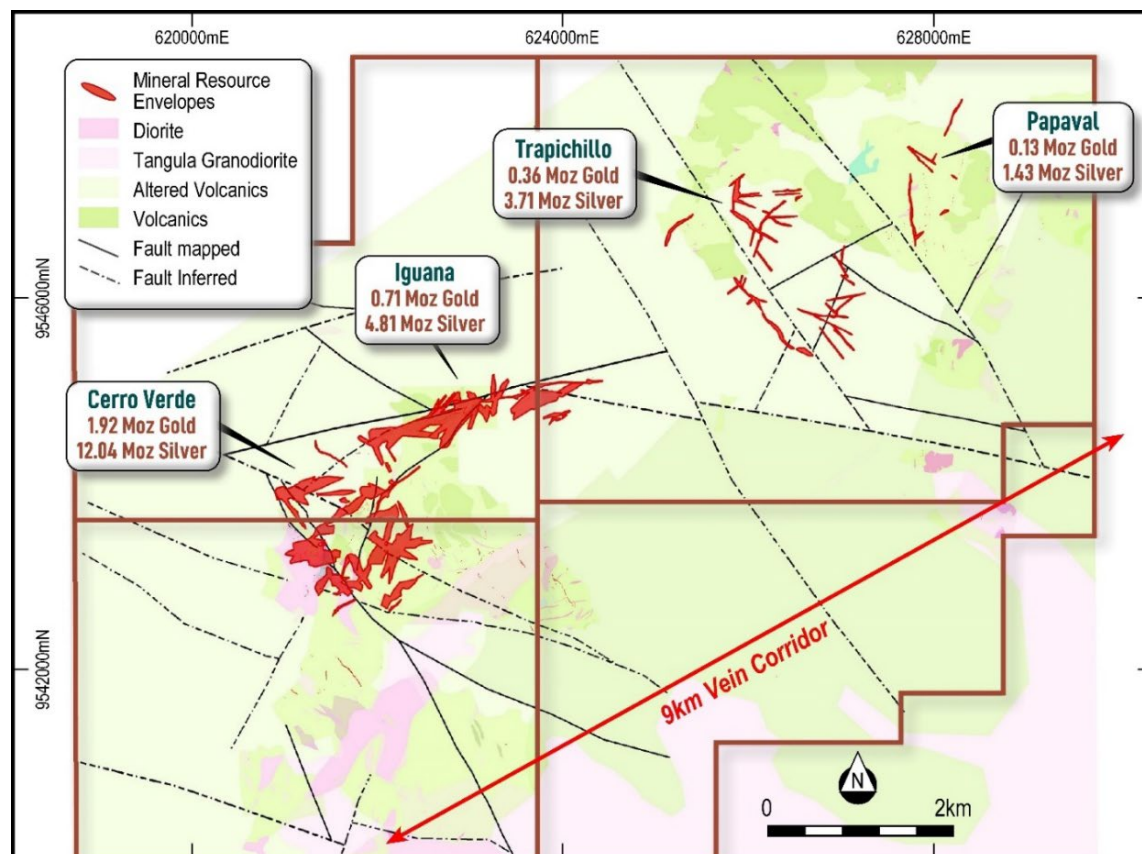 620000mE
624000mE
628000mE
Mineral Resource
Envelopes
Diorite
Tangula Granodiorite
Altered Volcanics
Volcanics
Fault mapped
Fault Inferred
Papaval
0.13 Moz Gold
1.43 Moz Silver
Trapichillo
0.36 Moz Gold
3.71 Moz Silver
Iguana
0.71 Moz Gold
4.81 Moz Silver
9546000mN
Cerro Verde
1.92 Moz Gold
12.04 Moz Silver
9542000mN
9km Vein Corridor
N
0
2km